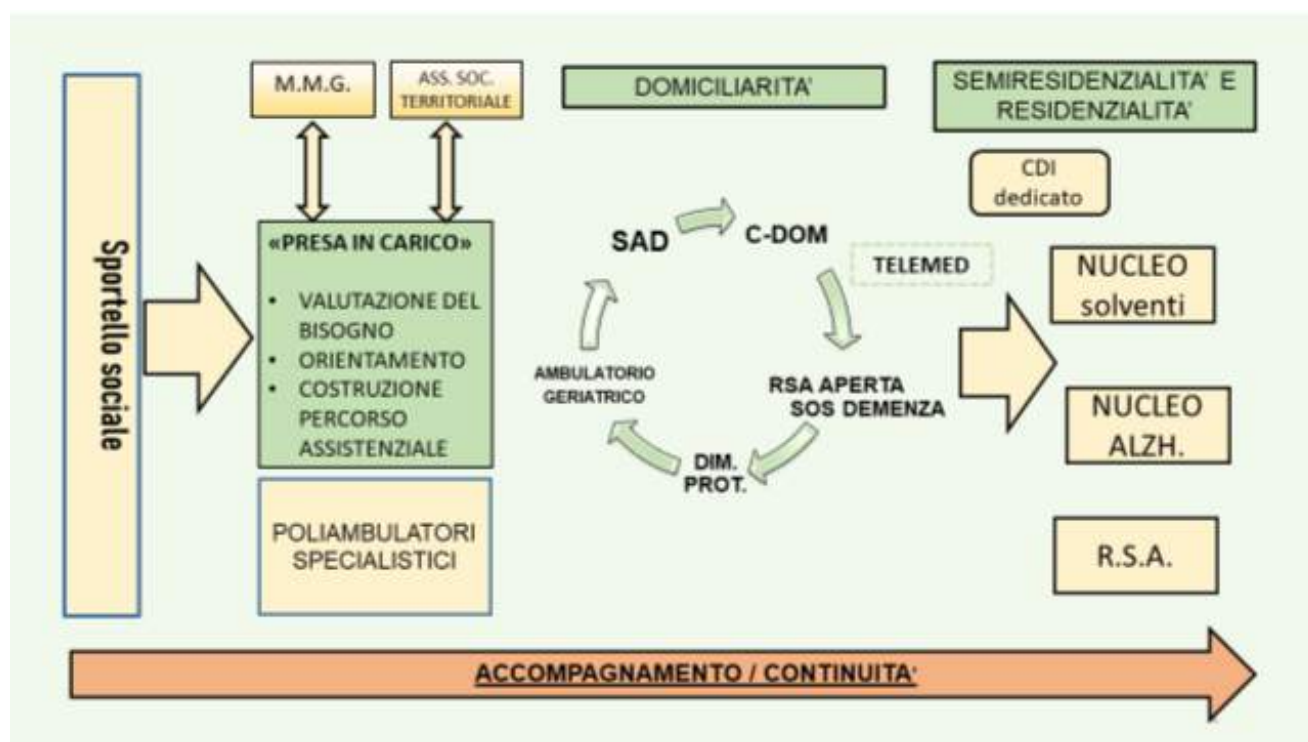 Sportello sociale
M.M.G.
ASS. SOC.
TERRITORIALE
«PRESA IN CARICO»
• VALUTAZIONE DEL
BISOGNO
• ORIENTAMENTO
• COSTRUZIONE
PERCORSO
ASSISTENZIALE
POLIAMBULATORI
SPECIALISTICI
DOMICILIARITA'
SAD
C-DOM
TELEMED
RSA APERTA
SOS DEMENZA
DIM.
PROT.
AMBULATORIO
GERIATRICO
SEMIRESIDENZIALITA' E
RESIDENZIALITA'
CDI
dedicato
NUCLEO
solventi
NUCLEO
ALZH.
R.S.A.
ACCOMPAGNAMENTO / CONTINUITA'